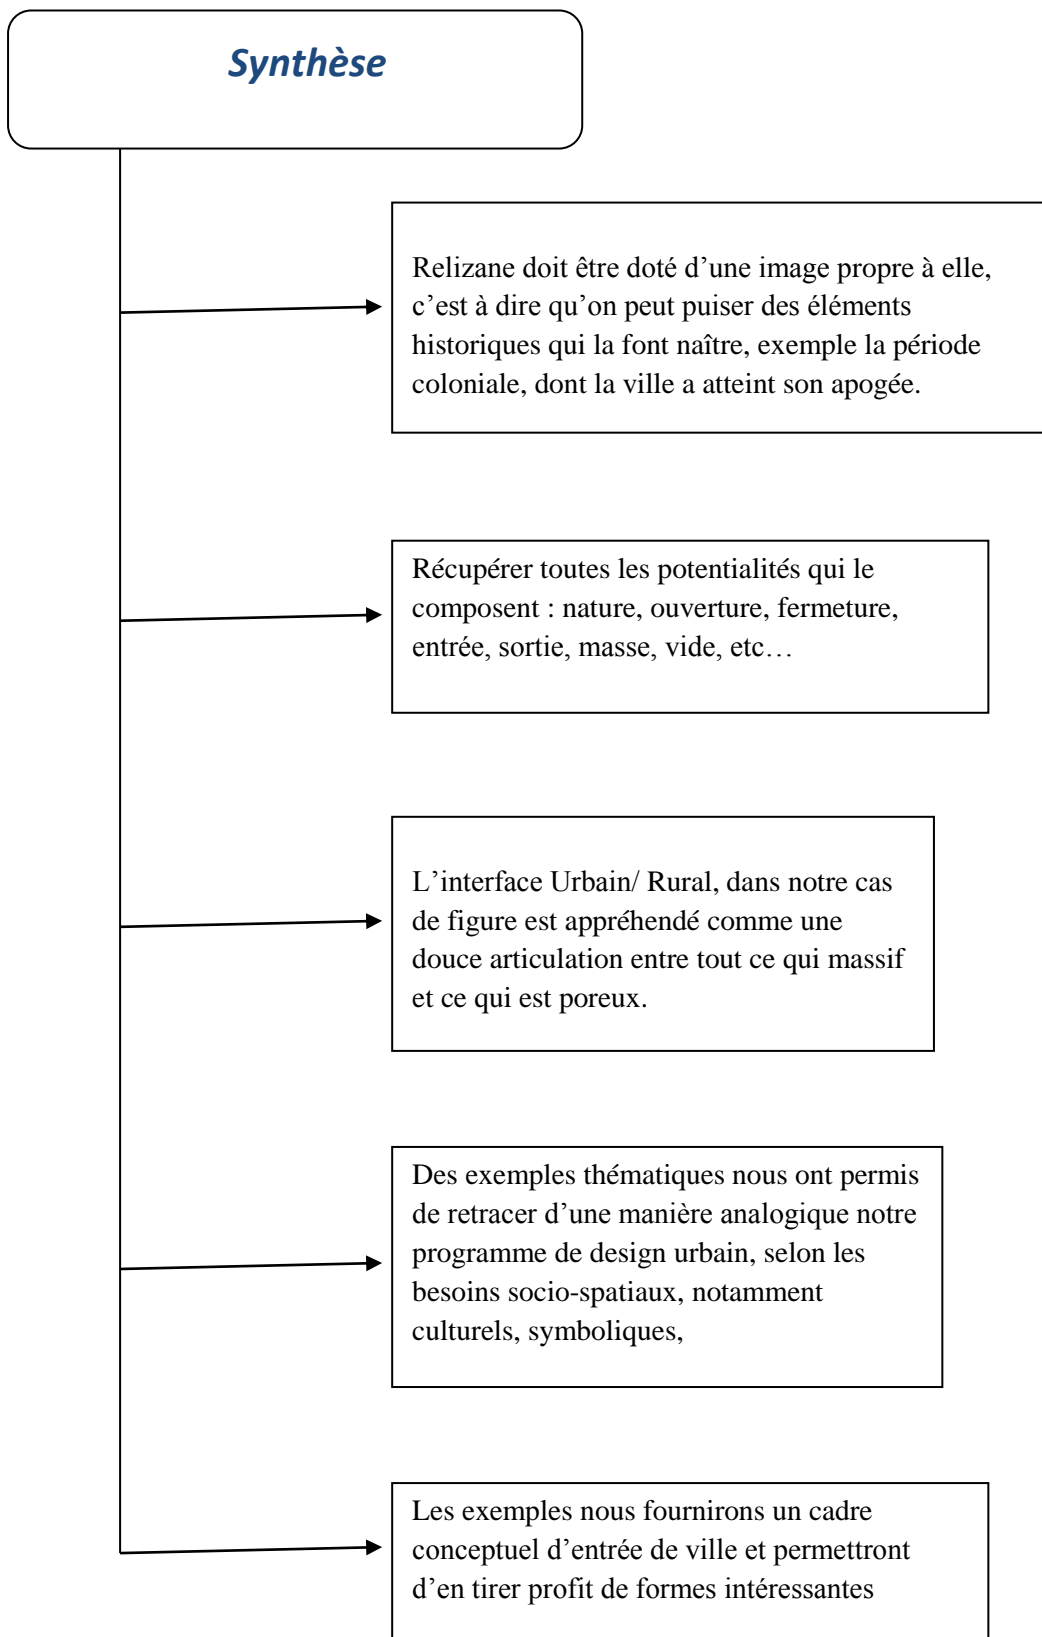 Synthèse
Relizane doit être doté d’une image propre à elle,
c’est à dire qu’on peut puiser des éléments
historiques qui la font naître, exemple la période
coloniale, dont la ville a atteint son apogée.
Récupérer toutes les potentialités qui le
composent : nature, ouverture, fermeture,
entrée, sortie, masse, vide, etc…
L’interface Urbain/ Rural, dans notre cas
de figure est appréhendé comme une
douce articulation entre tout ce qui massif
et ce qui est poreux.
Des exemples thématiques nous ont permis
de retracer d’une manière analogique notre
programme de design urbain, selon les
besoins socio-spatiaux, notamment
culturels, symboliques,
Les exemples nous fournirons un cadre
conceptuel d’entrée de ville et permettront
d’en tirer profit de formes intéressantes